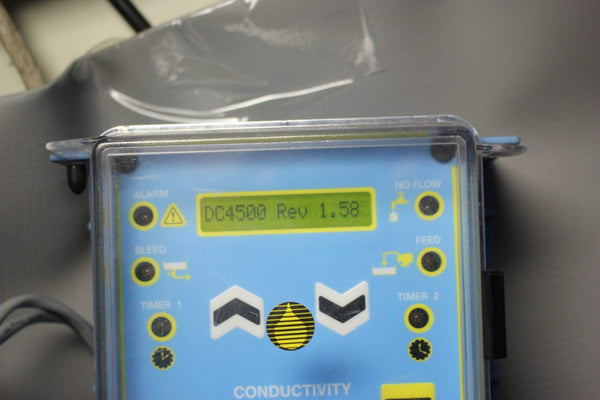 ALARM
DC4500 Rev 1.58
NO FLOW
BLEED
FEED
TIMER 1
TIMER 2
CONDUCTIVITY